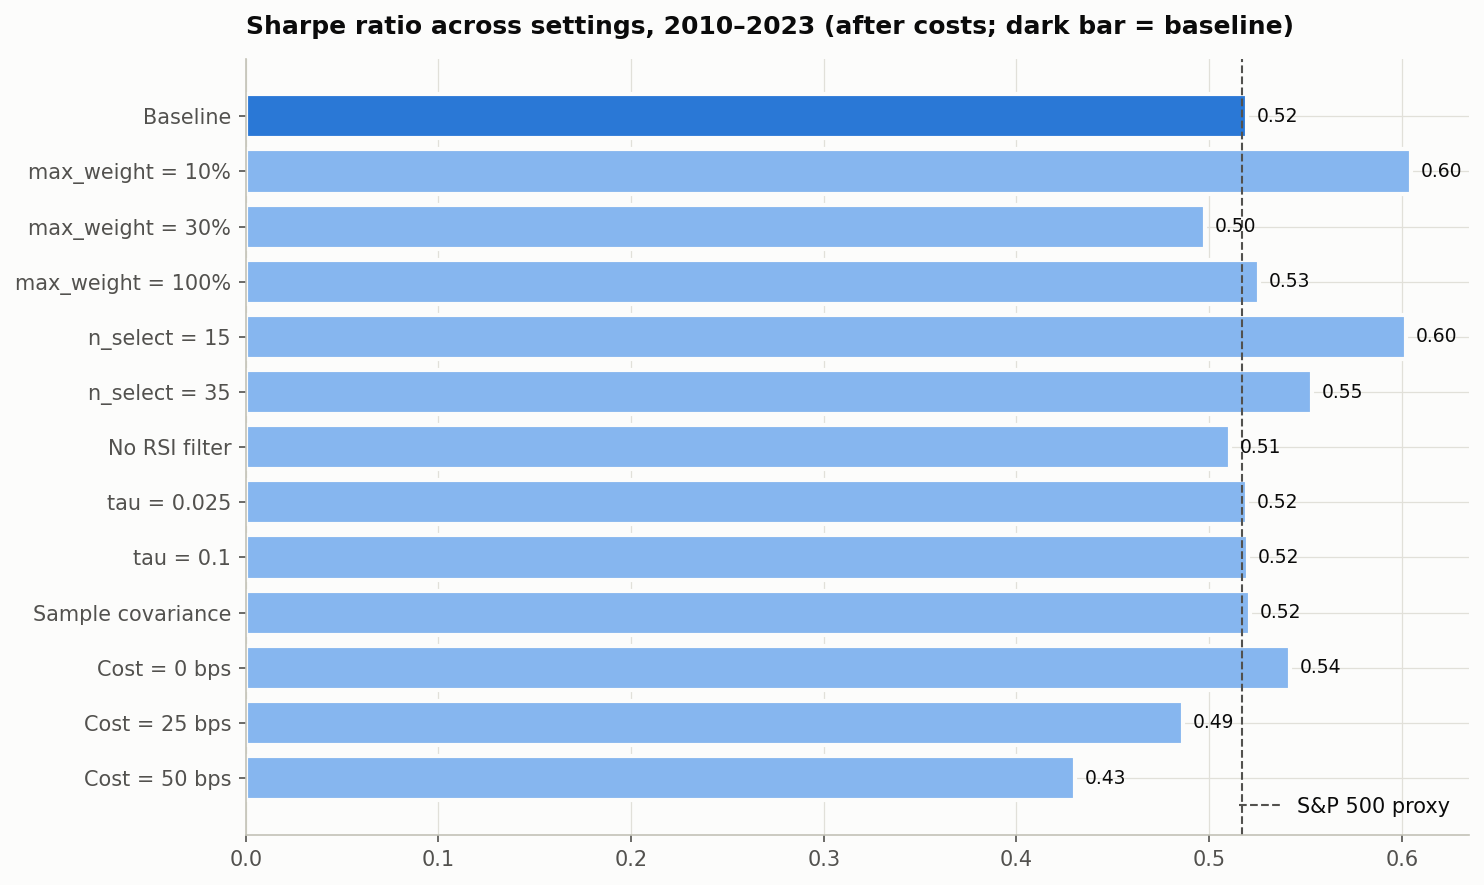 Sharpe ratio across settings, 2010–2023 (after costs; dark bar = baseline)
Baseline 0.52
max_weight = 10% 0.60
max_weight = 30% 0.50
max_weight = 100% 0.53
n_select = 15 0.60
n_select = 35 0.55
No RSI filter 0.51
tau = 0.025 0.52
tau = 0.1 0.52
Sample covariance 0.52
Cost = 0 bps 0.54
Cost = 25 bps 0.49
Cost = 50 bps 0.43
S&P 500 proxy
0.0 0.1 0.2 0.3 0.4 0.5 0.6